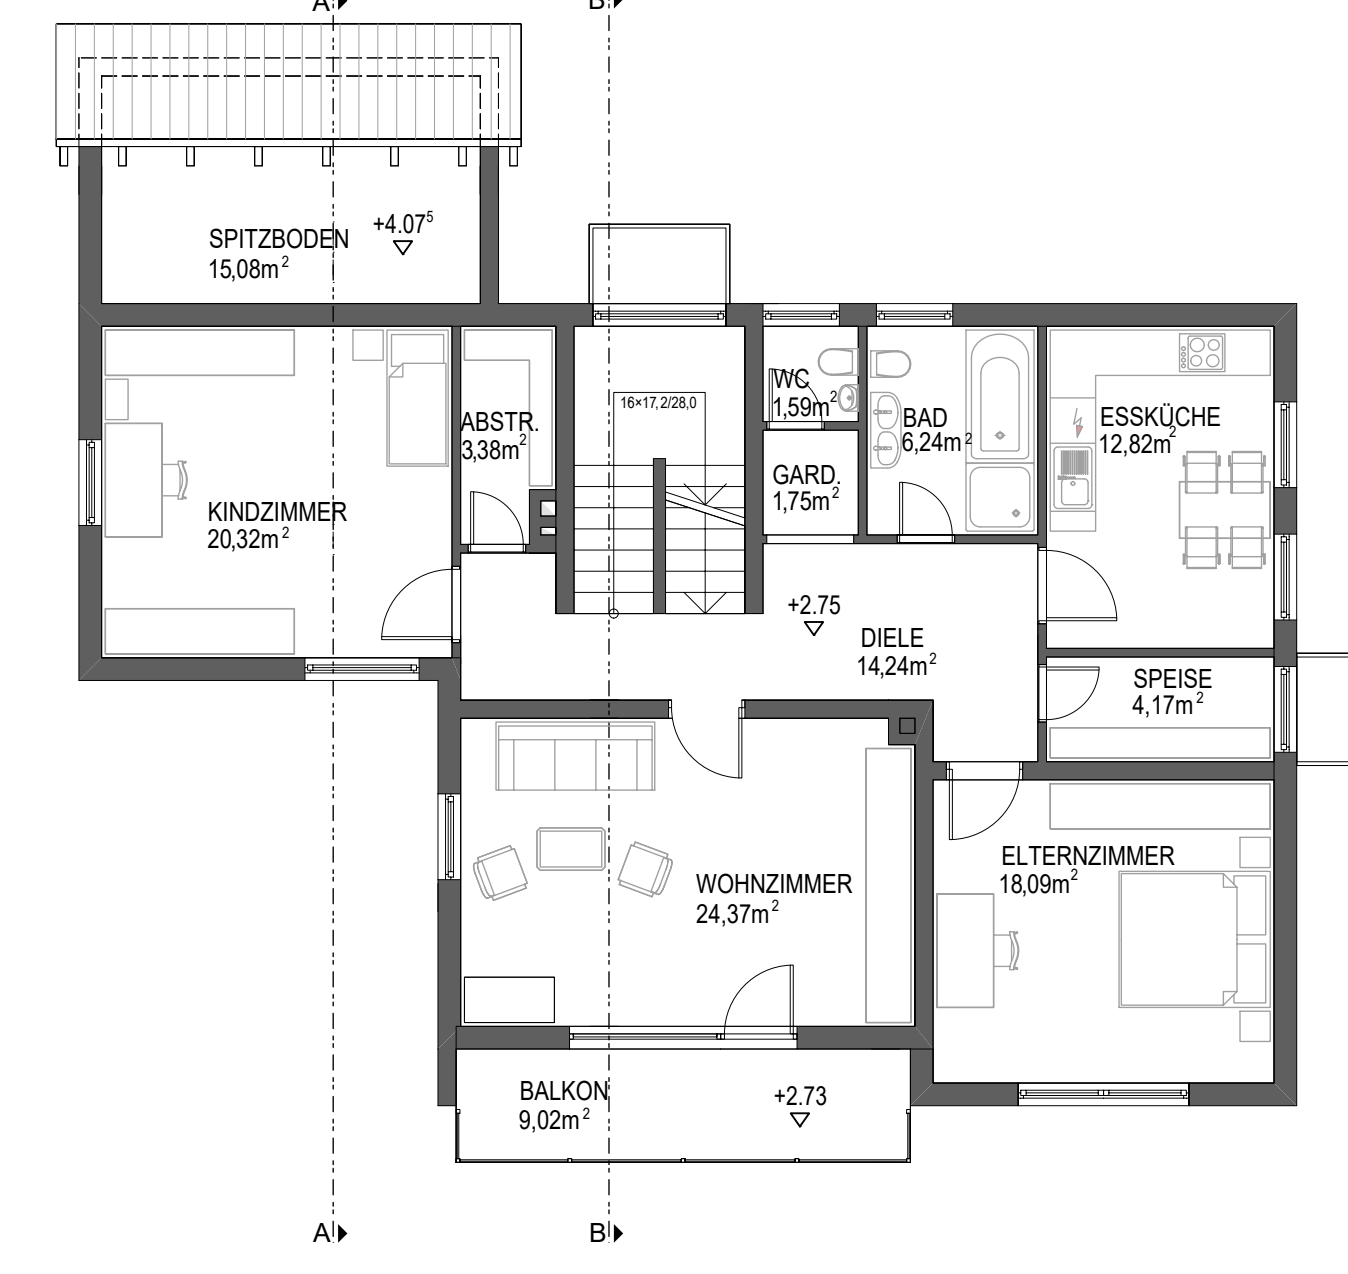 A
B
SPITZBODEN
15,08m²
+4.07⁵
16×17,2/28,0
WC
1,59m²
ABSTR.
3,38m²
BAD
6,24m²
ESSKÜCHE
12,82m²
GARD.
1,75m²
KINDZIMMER
20,32m²
+2.75
DIELE
14,24m²
SPEISE
4,17m²
WOHNZIMMER
24,37m²
ELTERNZIMMER
18,09m²
BALKON
9,02m²
+2.73
A
B